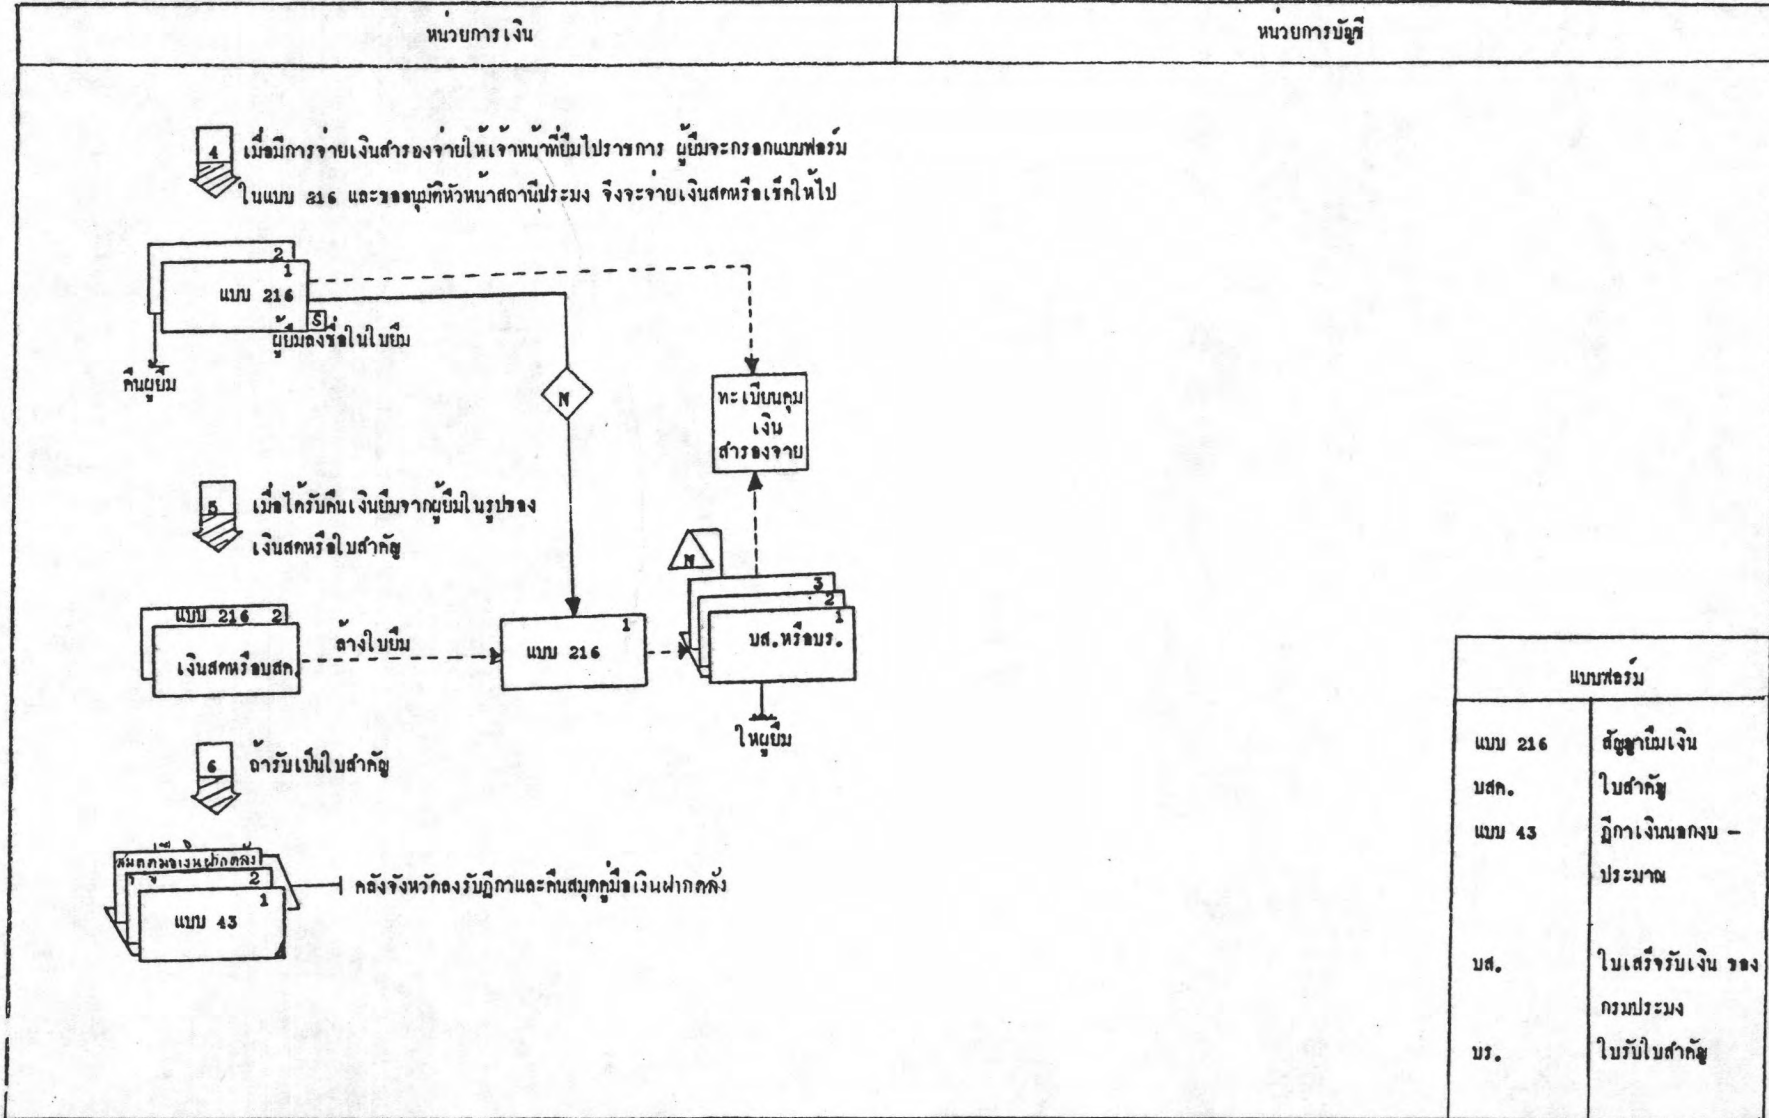 หน่วยการเงิน
หน่วยการบัญชี
4 เมื่อมีการจ่ายเงินสำรองจ่ายให้เจ้าหน้าที่ยืมไปราชการ ผู้ยืมจะกรอกแบบฟอร์ม
ในแบบ 216 และขออนุมัติหัวหน้าสถานีประมง จึงจะจ่ายเงินสดหรือเช็คให้ไป
2
1
แบบ 216
S
ผู้ยืมลงชื่อในใบยืม
คืนผู้ยืม
N
ทะเบียนคุม
เงิน
สำรองจ่าย
5 เมื่อได้รับคืนเงินยืมจากผู้ยืมในรูปของ
เงินสดหรือใบสำคัญ
N
แบบ 216 2
เงินสดหรือบสค.
ล้างใบยืม
1
แบบ 216
3
2
1
บส.หรือบร.
ให้ผู้ยืม
6 ถ้ารับเป็นใบสำคัญ
สมุดคู่มือเงินฝากคลัง
2
1
แบบ 43
คลังจังหวัดลงรับฎีกาและคืนสมุดคู่มือเงินฝากคลัง
แบบฟอร์ม
แบบ 216 สัญญายืมเงิน
บสค. ใบสำคัญ
แบบ 43 ฎีกาเงินนอกงบ -
ประมาณ
บส. ใบเสร็จรับเงิน ของ
กรมประมง
บร. ใบรับใบสำคัญ